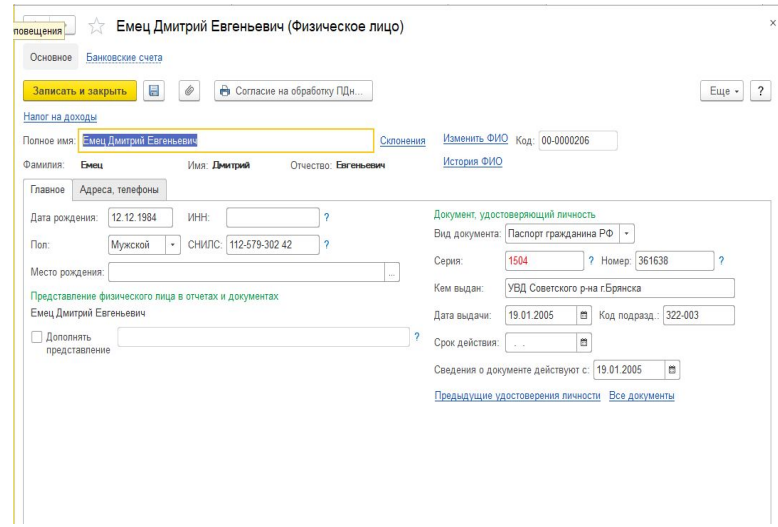 повещения
Емец Дмитрий Евгеньевич (Физическое лицо)
×
Основное Банковские счета
Записать и закрыть Согласие на обработку ПДн... Еще ?
Налог на доходы
Полное имя: Емец Дмитрий Евгеньевич Склонения Изменить ФИО Код: 00-0000206
Фамилия: Емец Имя: Дмитрий Отчество: Евгеньевич История ФИО
Главное Адреса, телефоны
Дата рождения: 12.12.1984 ИНН: ? Документ, удостоверяющий личность
Пол: Мужской СНИЛС: 112-579-302 42 ? Вид документа: Паспорт гражданина РФ
Место рождения: ... Серия: 1504 ? Номер: 361638 ?
Представление физического лица в отчетах и документах Кем выдан: УВД Советского р-на г.Брянска
Емец Дмитрий Евгеньевич Дата выдачи: 19.01.2005 Код подразд.: 322-003
Дополнять представление ? Срок действия: . .
Сведения о документе действуют с: 19.01.2005
Предыдущие удостоверения личности Все документы